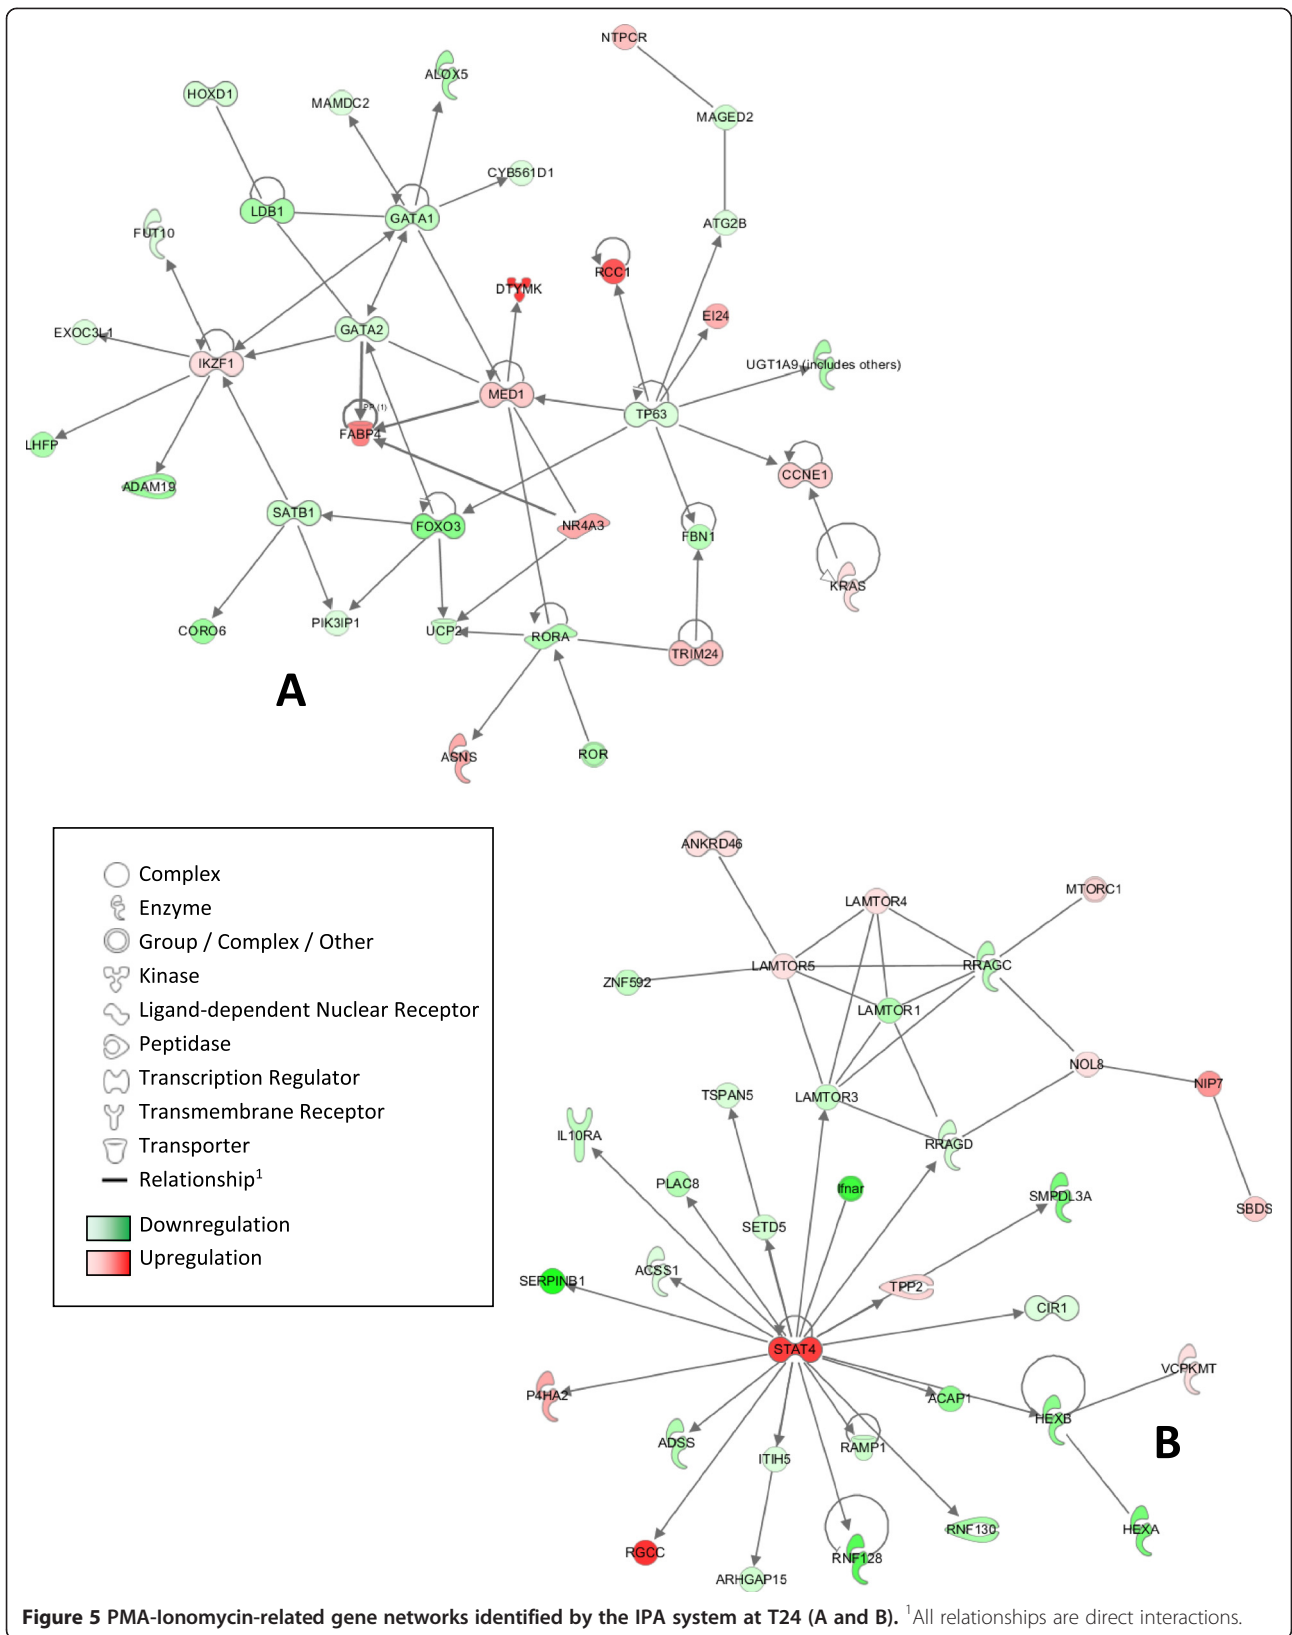 NTPCR
ALOX5
HOXD1
MAMDC2
MAGED2
CYB561D1
LDB1
GATA1
ATG2B
FUT10
RCC1
DTYMK
EI24
GATA2
EXOC3L1
IKZF1
UGT1A9 (includes others)
MED1
PP (1)
TP63
FABP4
LHFP
CCNE1
ADAM19
SATB1
FOXO3
NR4A3
FBN1
KRAS
CORO6
PIK3IP1
UCP2
RORA
TRIM24
A
ASNS
ROR
Complex
Enzyme
Group / Complex / Other
Kinase
Ligand-dependent Nuclear Receptor
Peptidase
Transcription Regulator
Transmembrane Receptor
Transporter
Relationship1
Downregulation
Upregulation
ANKRD46
MTORC1
LAMTOR4
LAMTOR5
RRAGC
ZNF592
LAMTOR1
NOL8
NIP7
TSPAN5
LAMTOR3
IL10RA
RRAGD
PLAC8
Ifnar
SMPDL3A
SBDS
SETD5
ACSS1
SERPINB1
TPP2
CIR1
STAT4
VCPKMT
P4HA2
ACAP1
HEXB
B
ADSS
RAMP1
ITIH5
RNF130
HEXA
RGCC
RNF128
ARHGAP15
Figure 5 PMA-Ionomycin-related gene networks identified by the IPA system at T24 (A and B). 1All relationships are direct interactions.